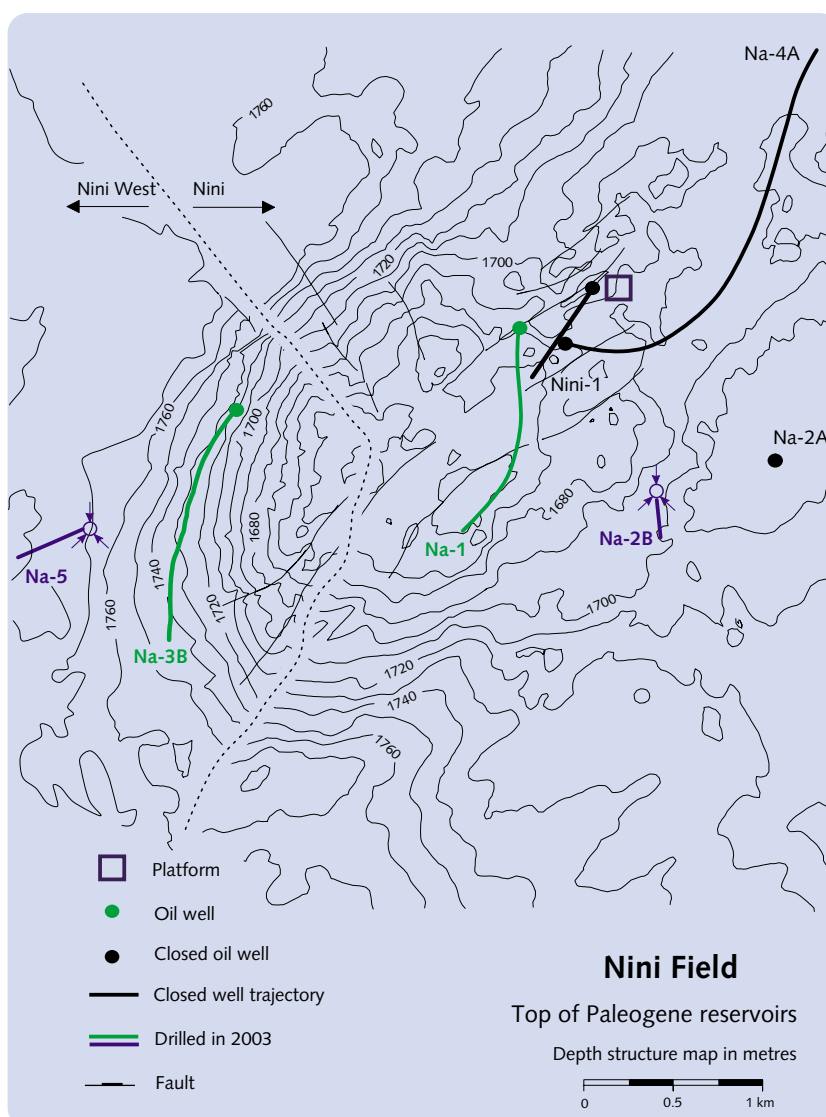 Na-4A
1760
Nini West
Nini
1720
1700
Nini-1
1760
1700
Na-2A
1680
1680
Na-1
Na-2B
Na-5
1740
1760
1720
1700
Na-3B
1720
1740
1760
Platform
Oil well
Closed oil well
Closed well trajectory
Drilled in 2003
Fault
Nini Field
Top of Paleogene reservoirs
Depth structure map in metres
0 0.5 1 km